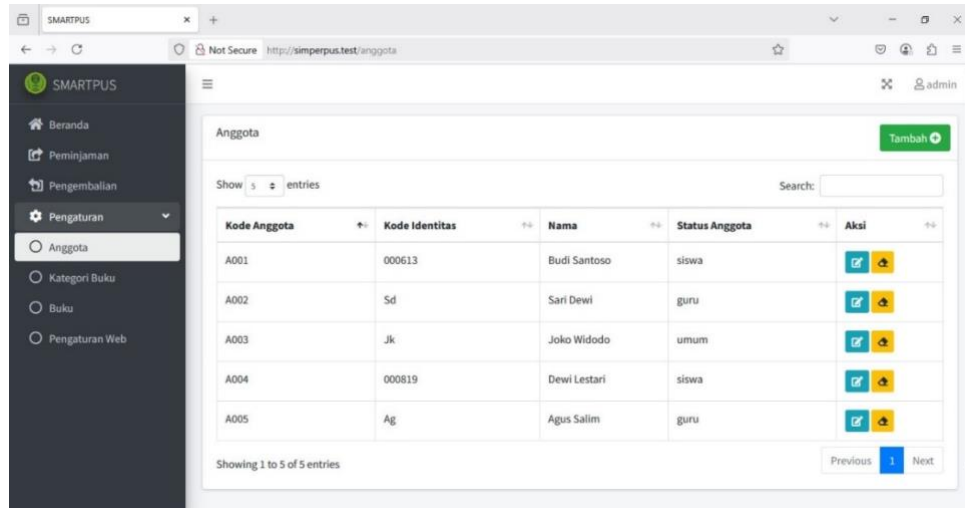 SMARTPUS
Not Secure http://simperpus.test/anggota
SMARTPUS
admin
Beranda
Peminjaman
Pengembalian
Pengaturan
Anggota
Kategori Buku
Buku
Pengaturan Web
Anggota
Tambah
Show 5 entries
Search:
Kode Anggota Kode Identitas Nama Status Anggota Aksi
A001 000613 Budi Santoso siswa
A002 Sd Sari Dewi guru
A003 Jk Joko Widodo umum
A004 000819 Dewi Lestari siswa
A005 Ag Agus Salim guru
Showing 1 to 5 of 5 entries
Previous 1 Next